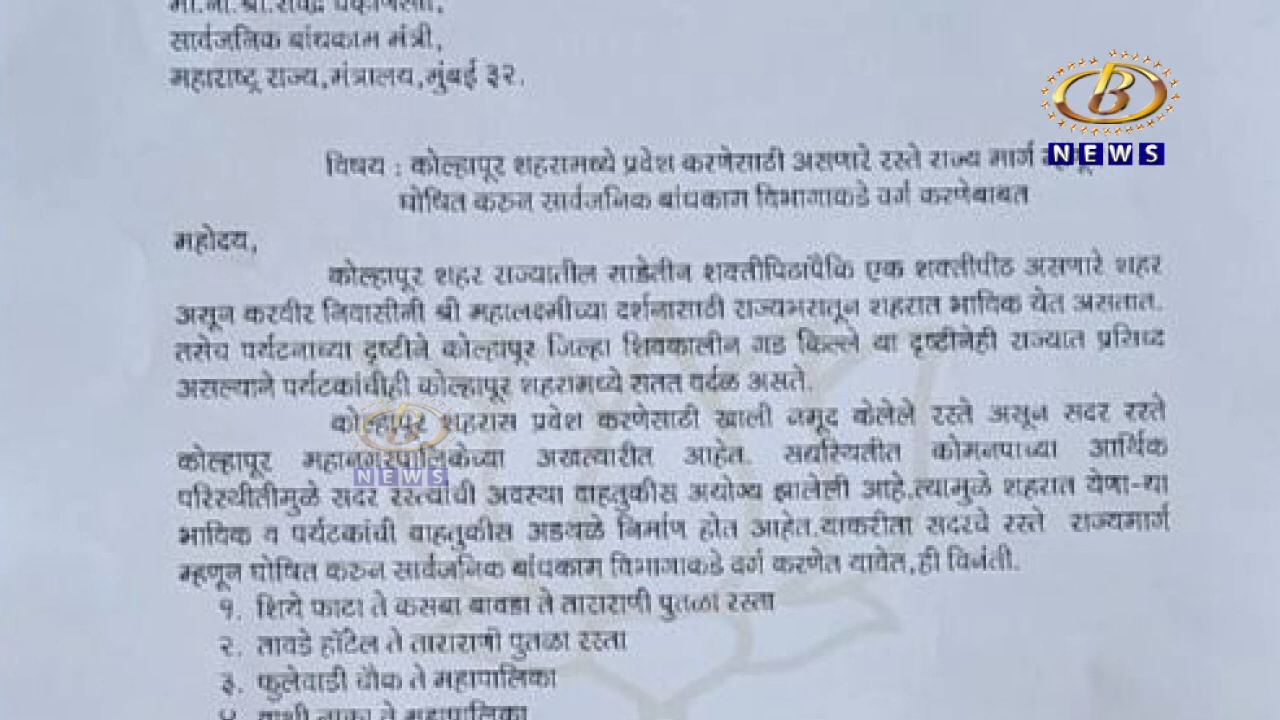 मा.ना.श्री.
सार्वजनिक बांधकाम मंत्री,
महाराष्ट्र राज्य,मंत्रालय,मुंबई ३२.
B
NEWS
विषय : कोल्हापूर शहरामध्ये प्रवेश करणेसाठी असणारे रस्ते राज्य मार्ग
घोषित करुन सार्वजनिक बांधकाम विभागाकडे वर्ग करणेबाबत
महोदय,
कोल्हापूर शहर राज्यातील साडेतीन शक्तीपिठांपैकि एक शक्तीपीठ असणारे शहर
असून करवीर निवासीनी श्री महालक्ष्मीच्या दर्शनासाठी राज्यभरातून शहरात भाविक येत असतात.
तसेच पर्यटनाच्या दृष्टीने कोल्हापूर जिल्हा शिवकालीन गड किल्ले या दृष्टीनेही राज्यात प्रसिध्द
असल्याने पर्यटकांचीही कोल्हापूर शहरामध्ये सतत वर्दळ असते.
कोल्हापूर शहरास प्रवेश करणेसाठी खाली नमूद केलेले रस्ते असून सदर रस्ते
कोल्हापूर महानगरपालिकेच्या अखत्यारीत आहेत. सद्यस्थितीत कोमनपाच्या आर्थिक
NEWS
परिस्थीतीमुळे सदर रस्त्यांची अवस्था वाहतुकीस अयोग्य झालेली आहे.त्यामुळे शहरात येणा-या
भाविक व पर्यटकांची वाहतुकीस अडथळे निर्माण होत आहेत.याकरीता सदरचे रस्ते राज्यमार्ग
म्हणून घोषित करुन सार्वजनिक बांधकाम विभागाकडे वर्ग करणेत यावेत,ही विनंती.
१. शिये फाटा ते कसबा बावडा ते ताराराणी पुतळा रस्ता
२. तावडे हॉटेल ते ताराराणी पुतळा रस्ता
३. फुलेवाडी चौक ते महापालिका
४. वाशी नाका ते महापालिका